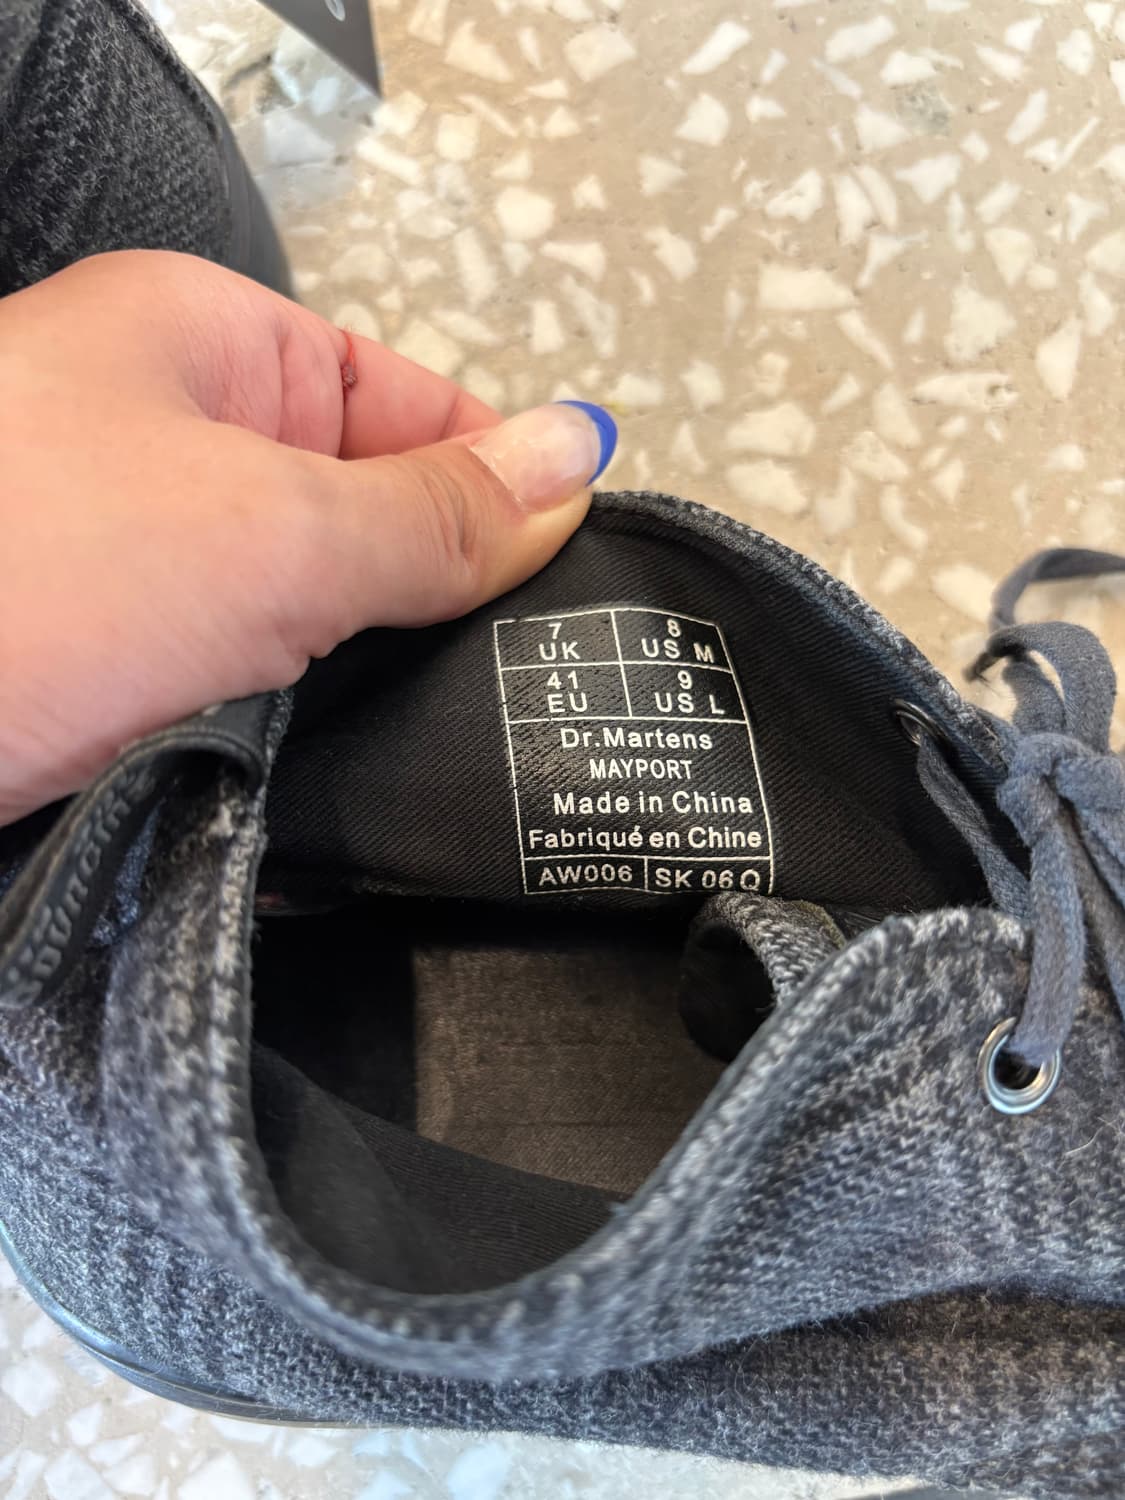 7 8
UK US M
41 9
EU US L
Dr.Martens
MAYPORT
Made in China
Fabriqué en Chine
AW006 SK 06 Q